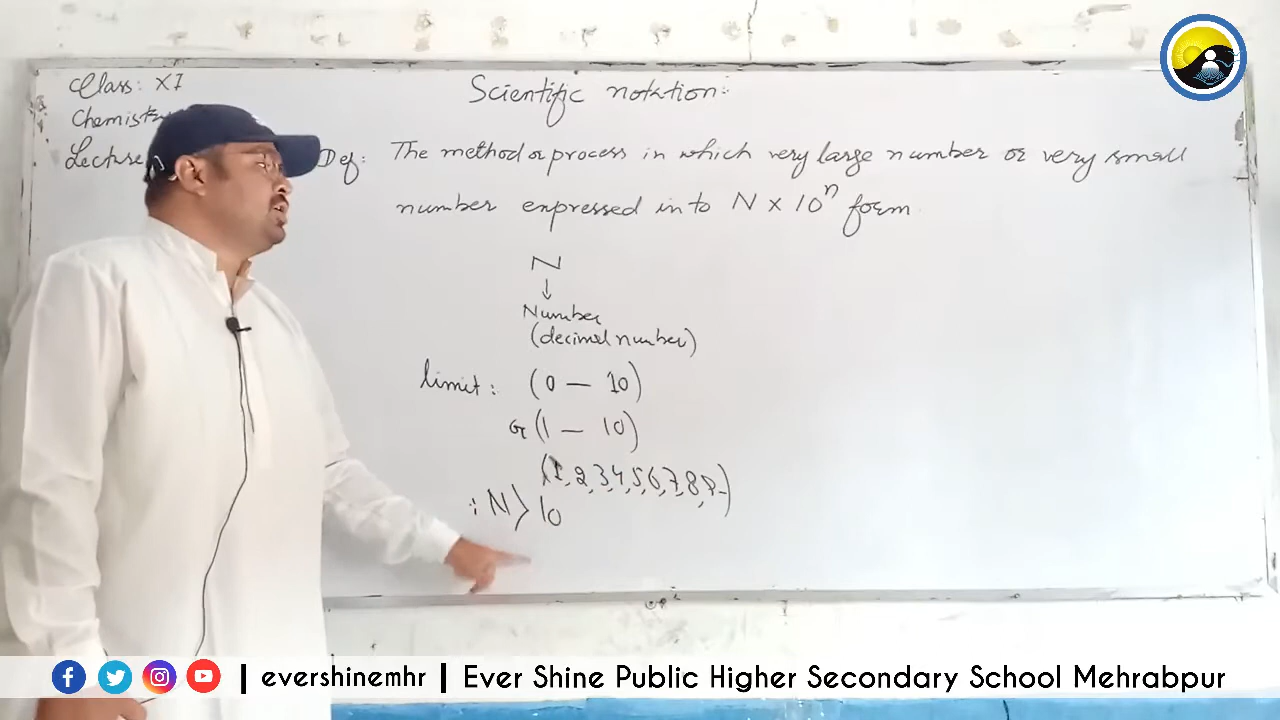 Class: XI
Chemist
Lecture
Scientific notation:
Def: The method or process in which very large number or very small
number expressed in to N x 10ⁿ form
N
↓
Number
(decimal number)
limit: (0 — 10)
or (1 — 10)
(1, 2, 3, 4, 5, 6, 7, 8, 9-)
: N > 10
| evershinemhr | Ever Shine Public Higher Secondary School Mehrabpur